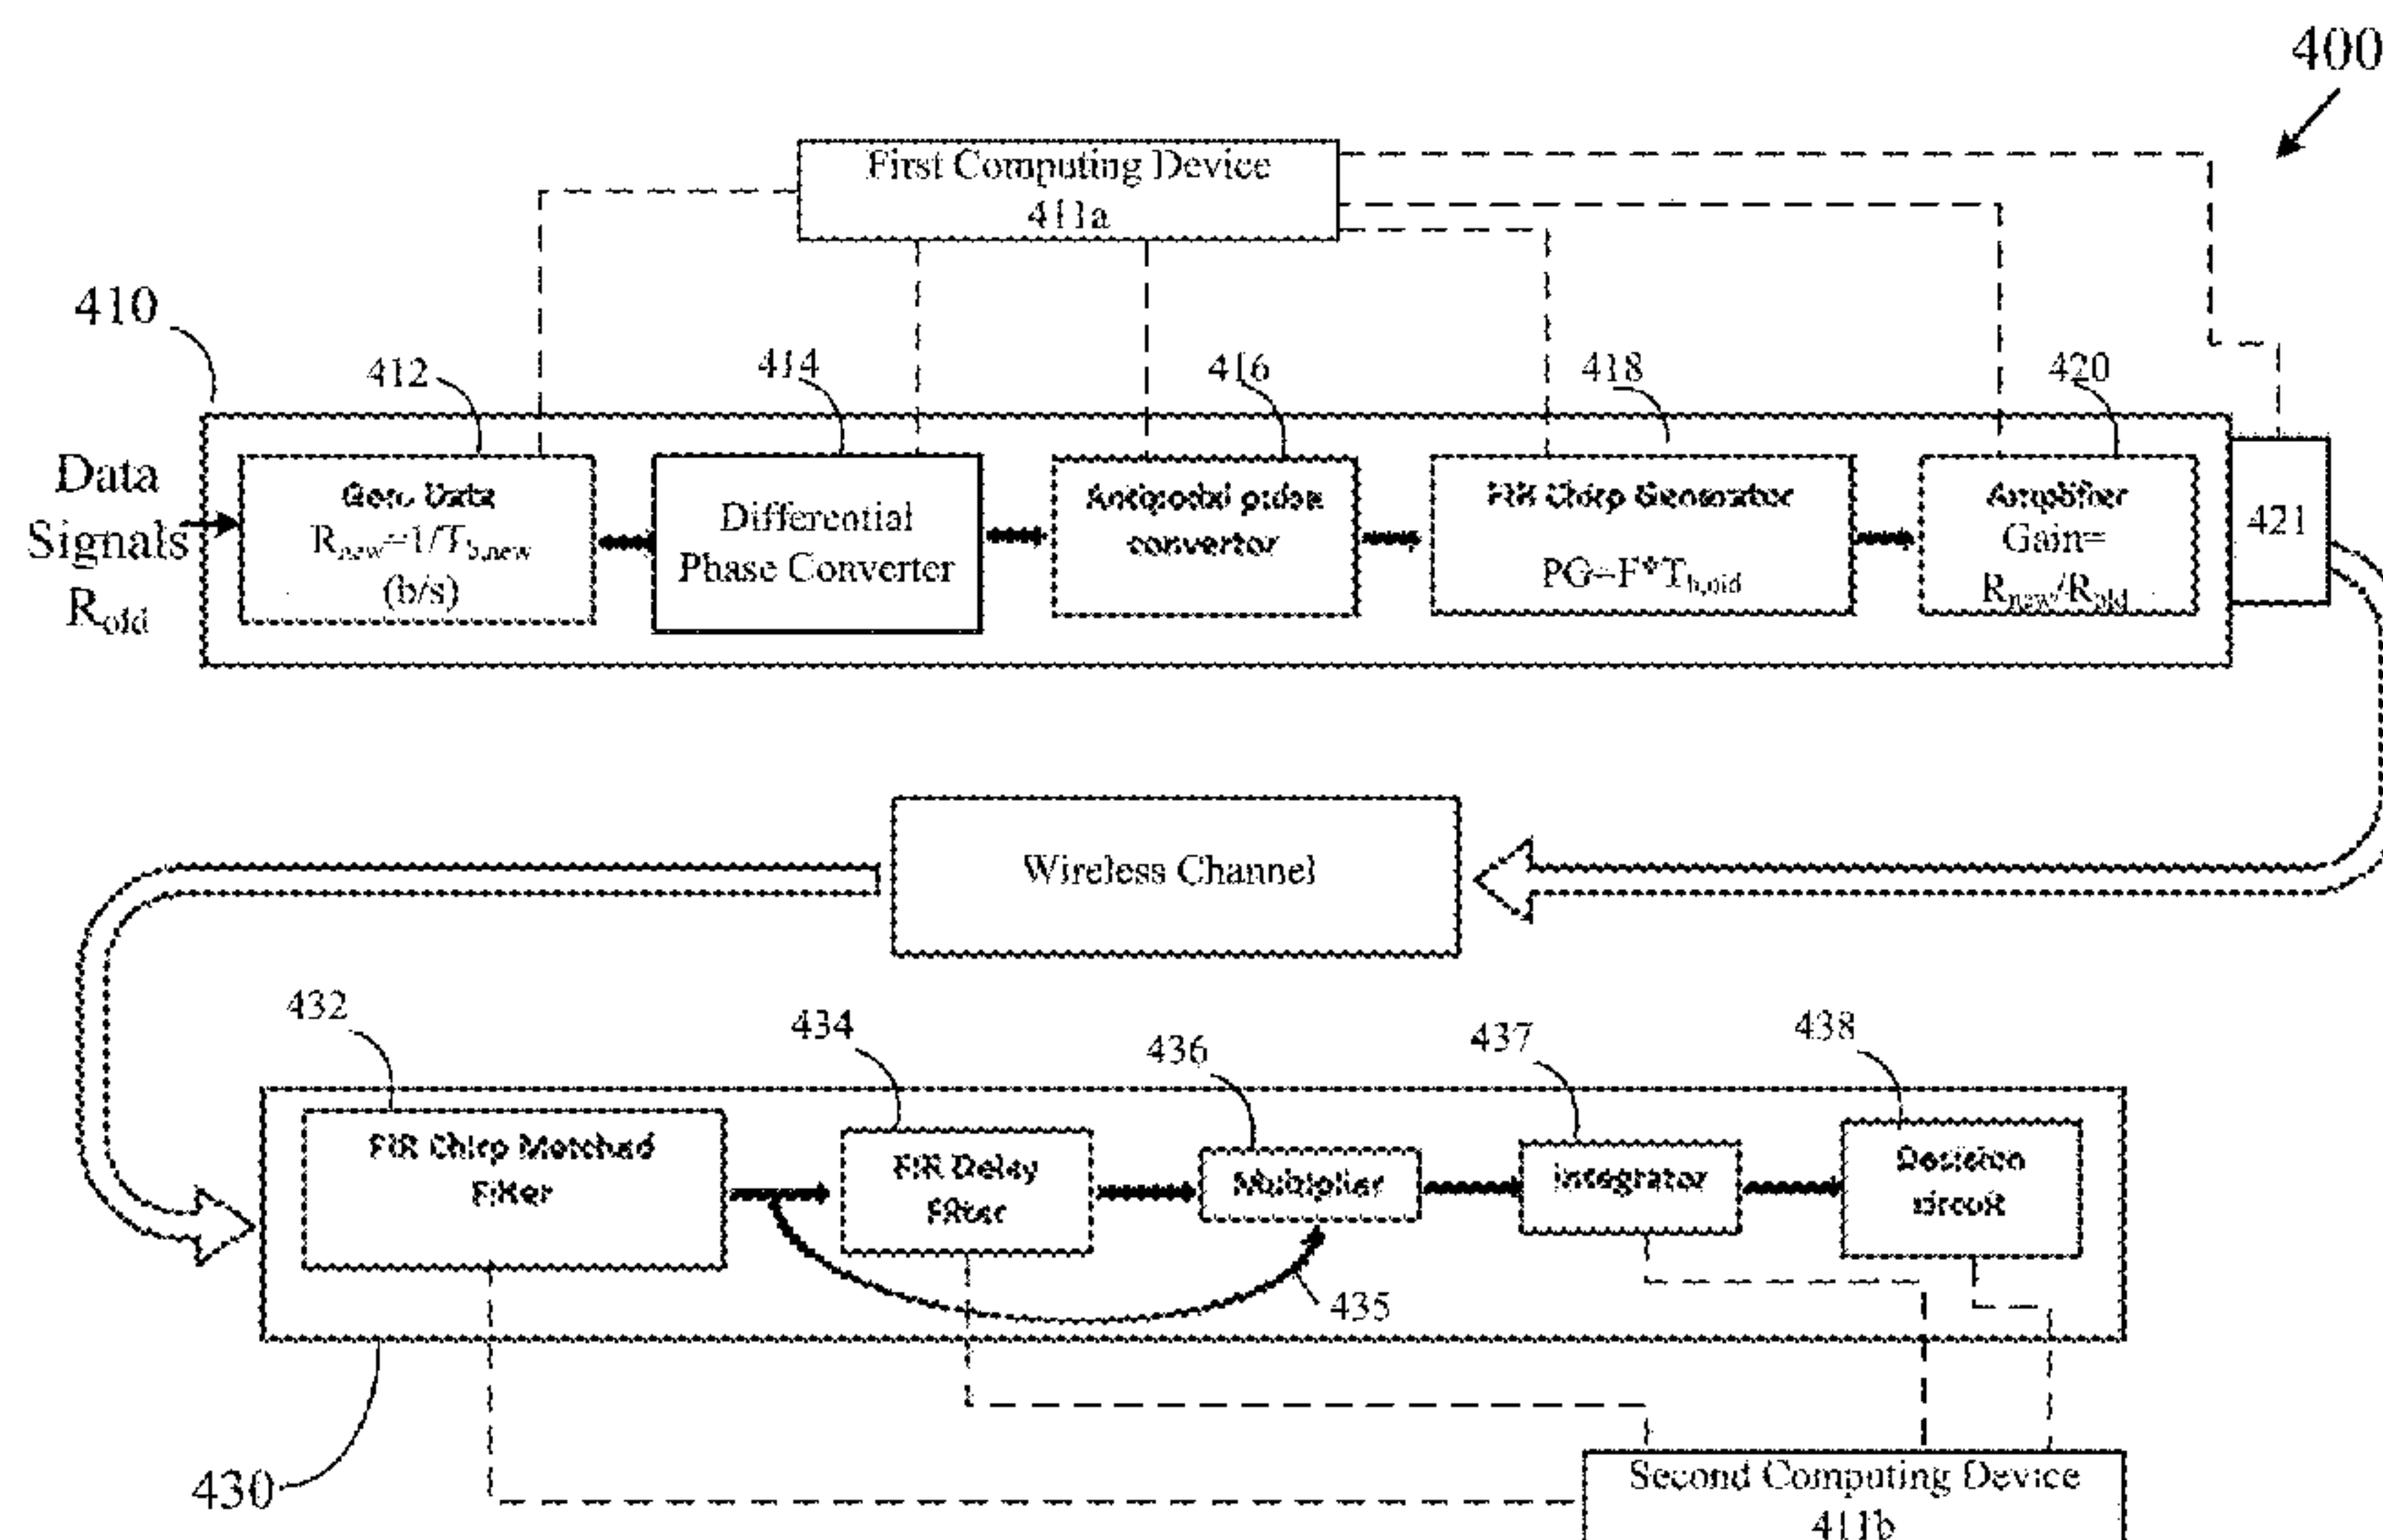 400
First Computing Device
411a
410
412
414
416
418
420
Data
Signals
R_old
Gen. Data
R_new=1/T_b,new
(b/s)
Differential
Phase Converter
Antipodal pulse
convertor
FIR Chirp Generator
PG=F*T_b,old
Amplifier
Gain=
R_new/R_old
421
Wireless Channel
432
434
436
437
438
FIR Chirp Matched
Filter
FIR Delay
Filter
Multiplier
Integrator
Decision
circuit
435
430
Second Computing Device
411b